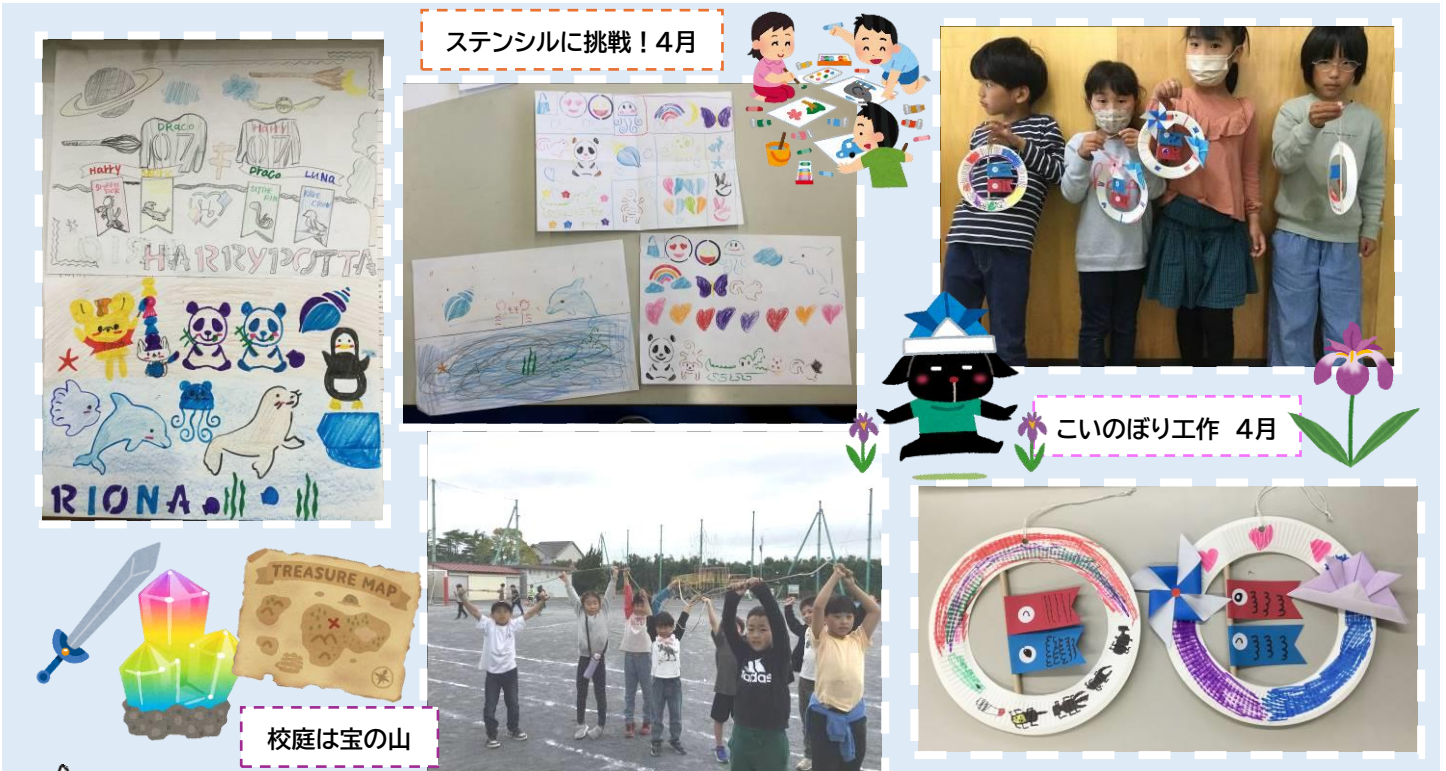 ステンシルに挑戦！4月
DRACO
07
HARRY
07
Harry
Draco
LUNA
HARRYPOTTA
RIONA
こいのぼり工作 4月
TREASURE MAP
adidas
校庭は宝の山